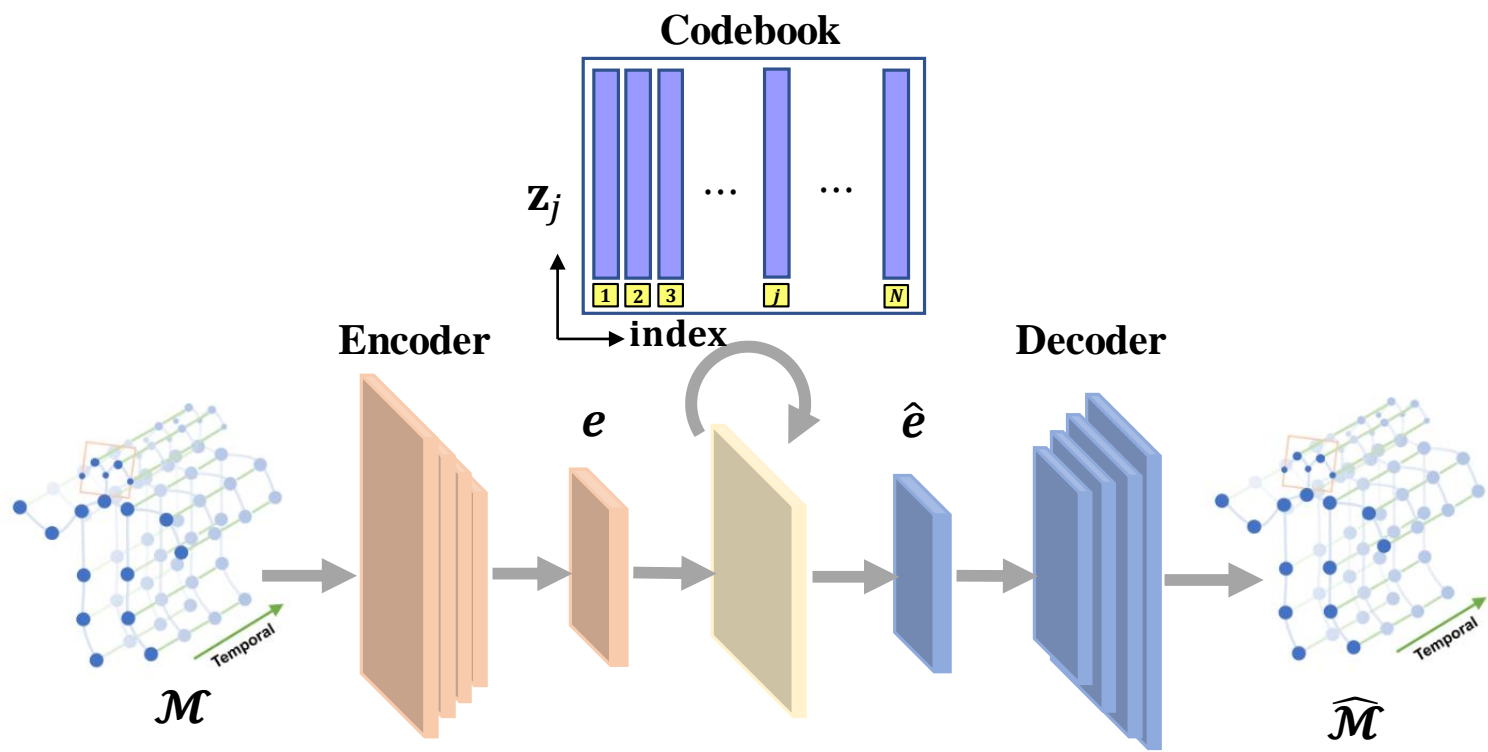 Codebook
z_j
... ...
1 2 3 j N
index
Encoder
Decoder
e
ê
Temporal
Temporal
ℳ
ℳ̂